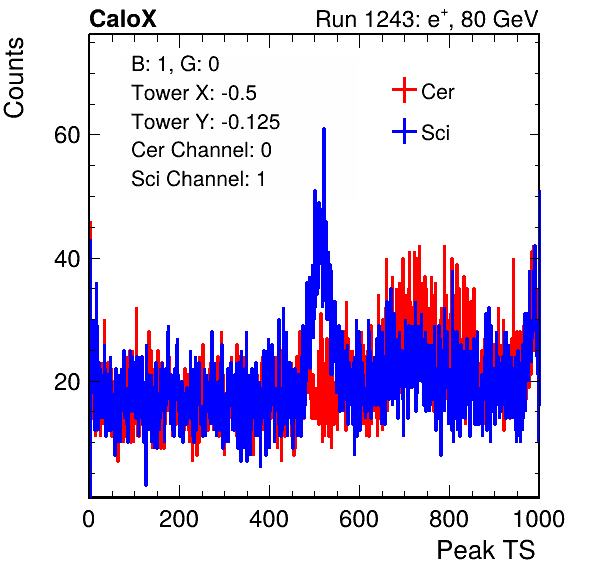 CaloX Run 1243: e⁺, 80 GeV
Counts
B: 1, G: 0
Tower X: -0.5
Tower Y: -0.125
Cer Channel: 0
Sci Channel: 1
Cer
Sci
60
40
20
0 200 400 600 800 1000
Peak TS